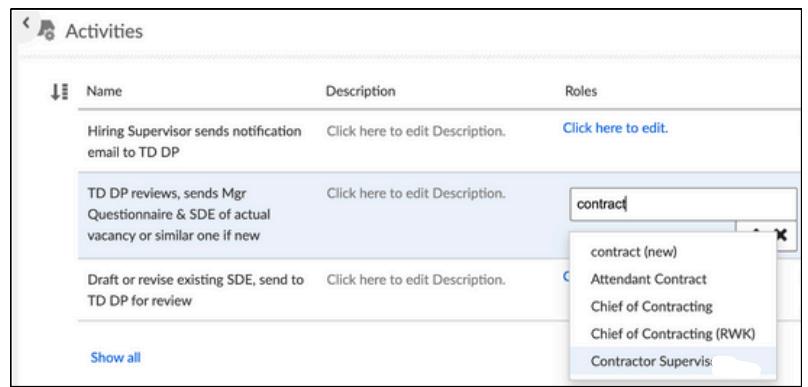 Activities
Name Description Roles
Hiring Supervisor sends notification Click here to edit Description. Click here to edit.
email to TD DP
TD DP reviews, sends Mgr Click here to edit Description.
Questionnaire & SDE of actual contract
vacancy or similar one if new
contract (new)
Draft or revise existing SDE, send to Click here to edit Description. Attendant Contract
TD DP for review Chief of Contracting
Chief of Contracting (RWK)
Show all Contractor